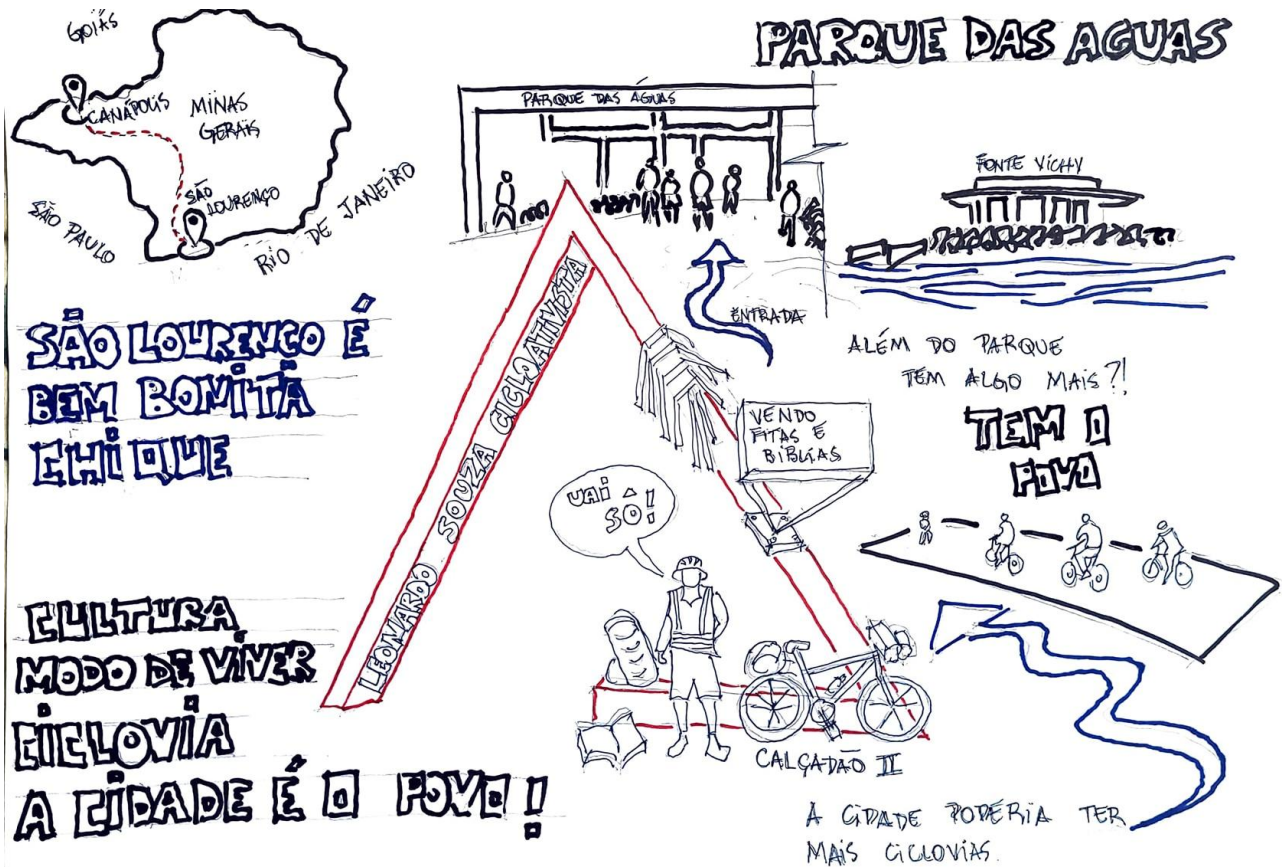 PARQUE DAS AGUAS
GOIÁS
CANÁPOLIS
MINAS
GERAIS
SÃO
LOURENÇO
SÃO PAULO
RIO DE JANEIRO
PARQUE DAS ÁGUAS
FONTE VICHY
ENTRADA
SÃO LOURENÇO É
BEM BONITA
CHIQUE
LEONARDO SOUZA CICLOATIVISTA
ALÉM DO PARQUE
TEM ALGO MAIS?!
TEM O
POVO
VENDO
FITAS E
BIBLIAS
UAI
SÔ!
CULTURA
MODO DE VIVER
CICLOVIA
A CIDADE É O POVO!
CALÇADÃO II
A CIDADE PODERIA TER
MAIS CICLOVIAS.